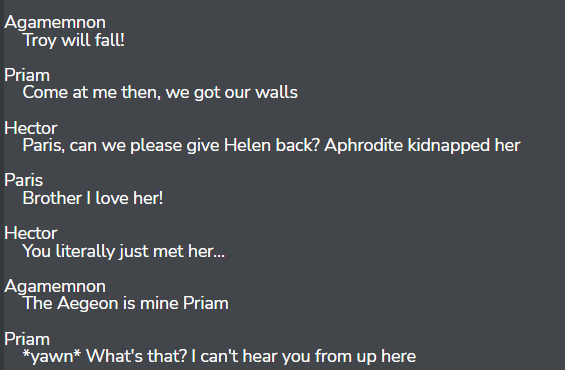 Agamemnon
Troy will fall!
Priam
Come at me then, we got our walls
Hector
Paris, can we please give Helen back? Aphrodite kidnapped her
Paris
Brother I love her!
Hector
You literally just met her...
Agamemnon
The Aegeon is mine Priam
Priam
*yawn* What's that? I can't hear you from up here